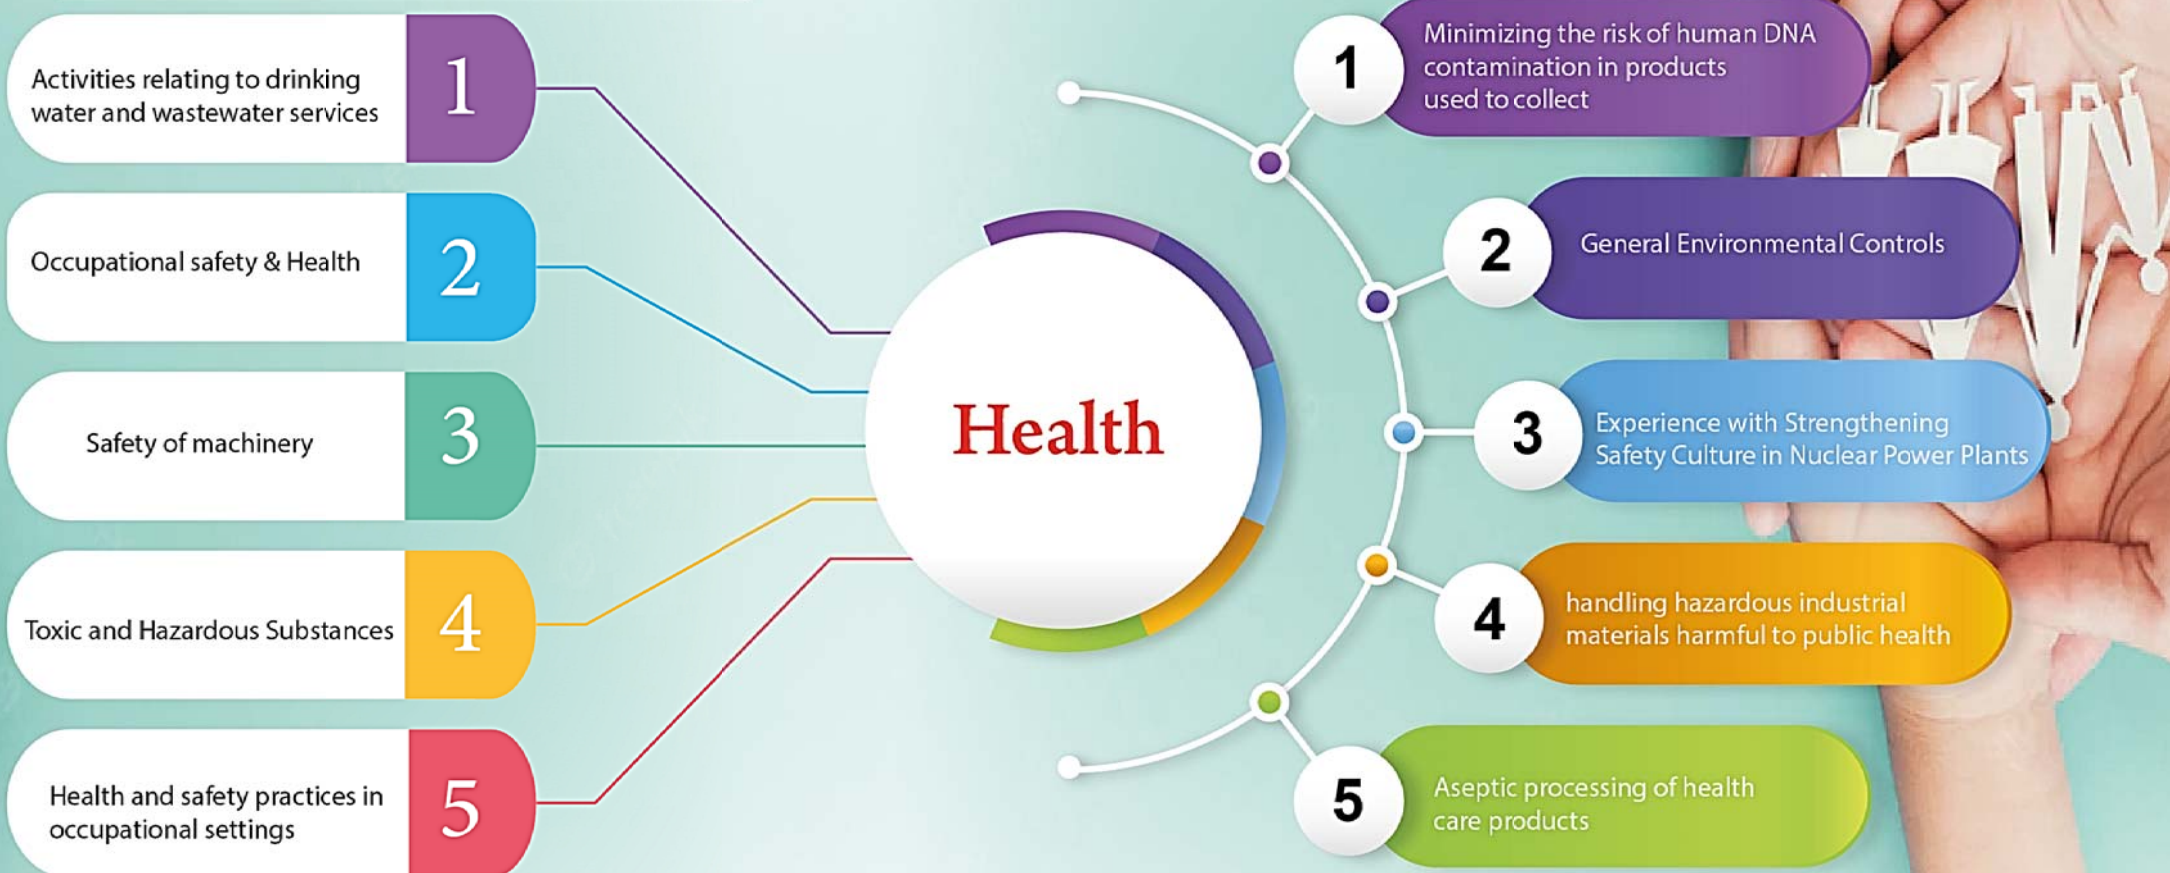 Activities relating to drinking
water and wastewater services
1
Occupational safety & Health
2
Safety of machinery
3
Toxic and Hazardous Substances
4
Health and safety practices in
occupational settings
5
Health
1
Minimizing the risk of human DNA
contamination in products
used to collect
2
General Environmental Controls
3
Experience with Strengthening
Safety Culture in Nuclear Power Plants
4
handling hazardous industrial
materials harmful to public health
5
Aseptic processing of health
care products